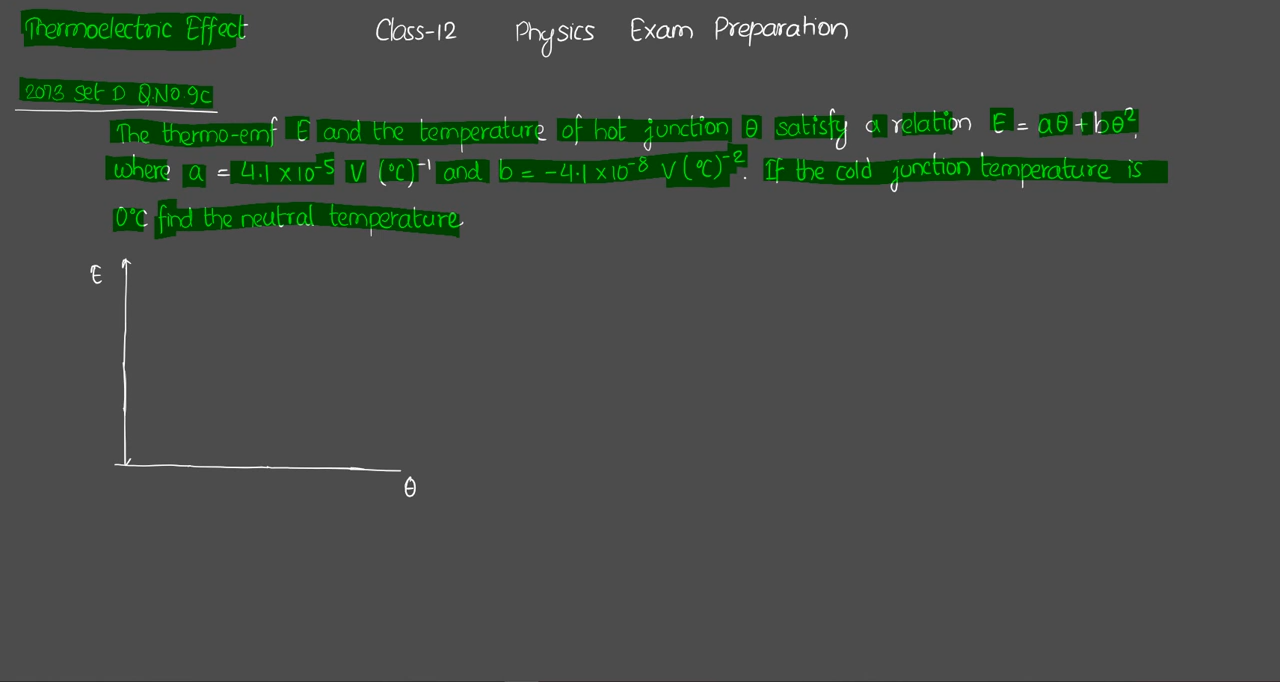 Thermoelectric Effect Class-12 Physics Exam Preparation
2073 Set D Q.NO.9c
The thermo-emf E and the temperature of hot junction θ satisfy a relation E = aθ + bθ²,
where a = 4.1 × 10⁻⁵ V (°C)⁻¹ and b = -4.1 × 10⁻⁸ V (°C)⁻². If the cold junction temperature is
0°C find the neutral temperature
E
θ